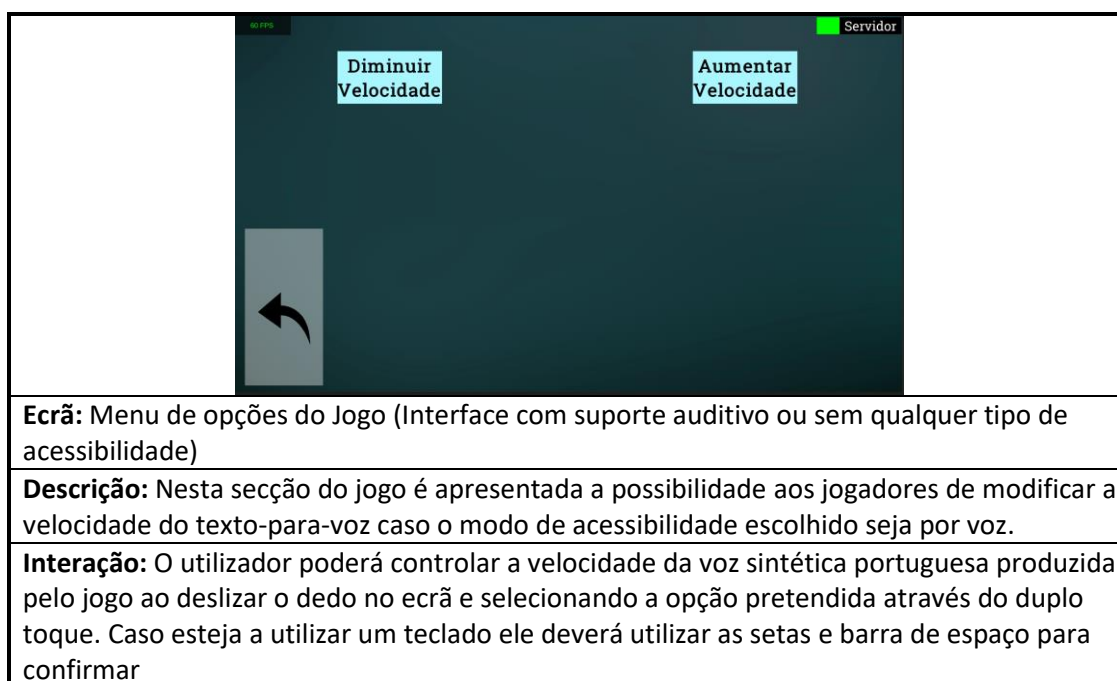 60 FPS
Servidor
Diminuir
Velocidade
Aumentar
Velocidade
Ecrã: Menu de opções do Jogo (Interface com suporte auditivo ou sem qualquer tipo de
acessibilidade)
Descrição: Nesta secção do jogo é apresentada a possibilidade aos jogadores de modificar a
velocidade do texto-para-voz caso o modo de acessibilidade escolhido seja por voz.
Interação: O utilizador poderá controlar a velocidade da voz sintética portuguesa produzida
pelo jogo ao deslizar o dedo no ecrã e selecionando a opção pretendida através do duplo
toque. Caso esteja a utilizar um teclado ele deverá utilizar as setas e barra de espaço para
confirmar